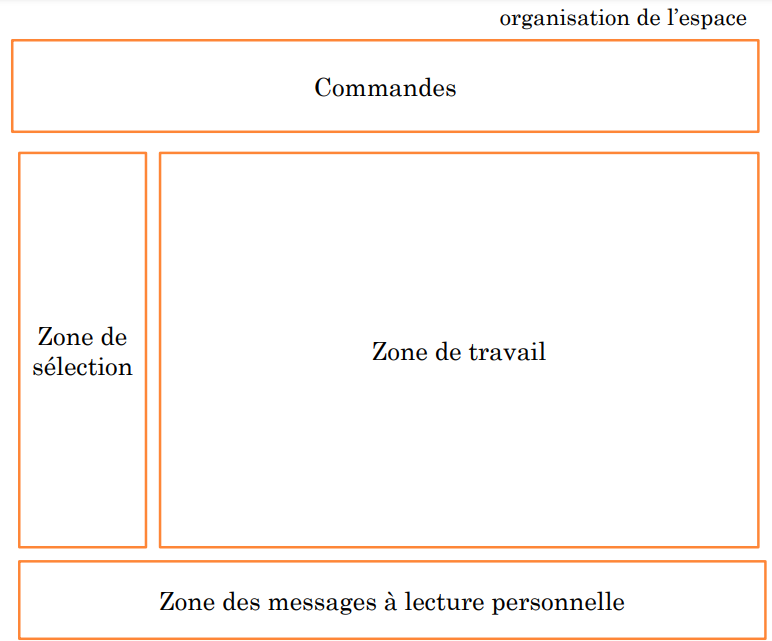 organisation de l’espace
Commandes
Zone de
sélection
Zone de travail
Zone des messages à lecture personnelle